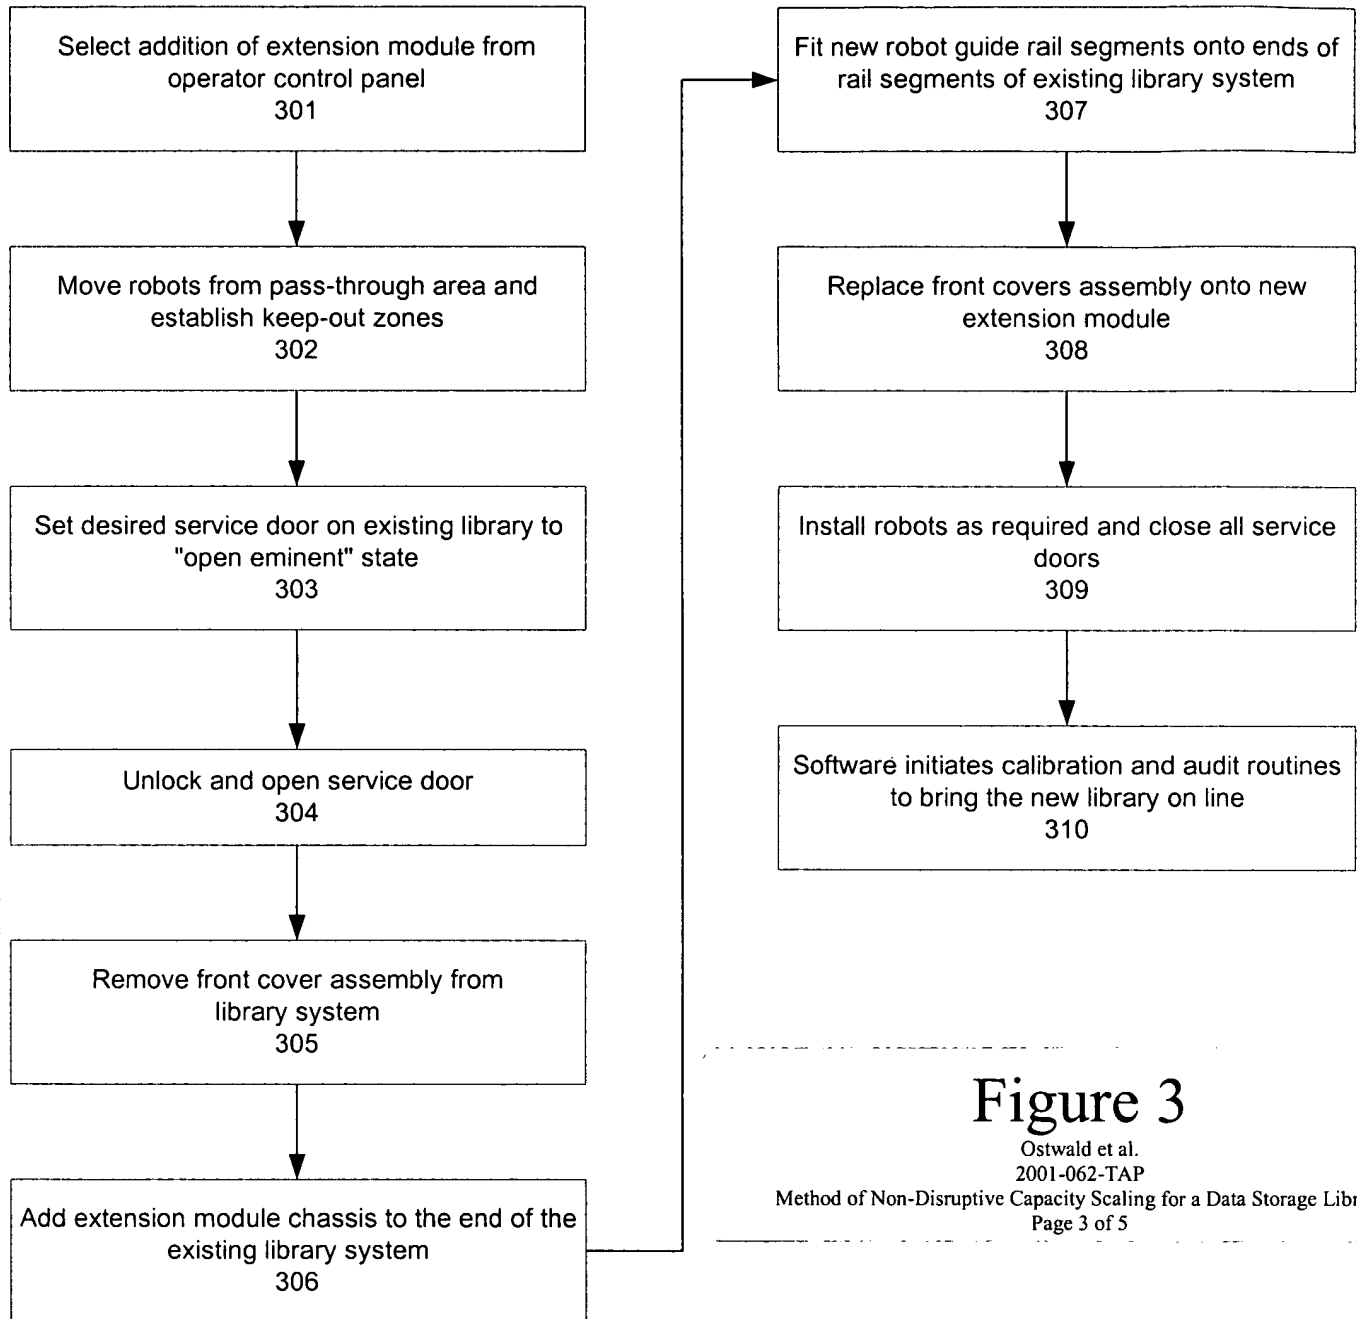 Select addition of extension module from
operator control panel
301
Move robots from pass-through area and
establish keep-out zones
302
Set desired service door on existing library to
"open eminent" state
303
Unlock and open service door
304
Remove front cover assembly from
library system
305
Add extension module chassis to the end of the
existing library system
306
Fit new robot guide rail segments onto ends of
rail segments of existing library system
307
Replace front covers assembly onto new
extension module
308
Install robots as required and close all service
doors
309
Software initiates calibration and audit routines
to bring the new library on line
310
Figure 3
Ostwald et al.
2001-062-TAP
Method of Non-Disruptive Capacity Scaling for a Data Storage Libr
Page 3 of 5